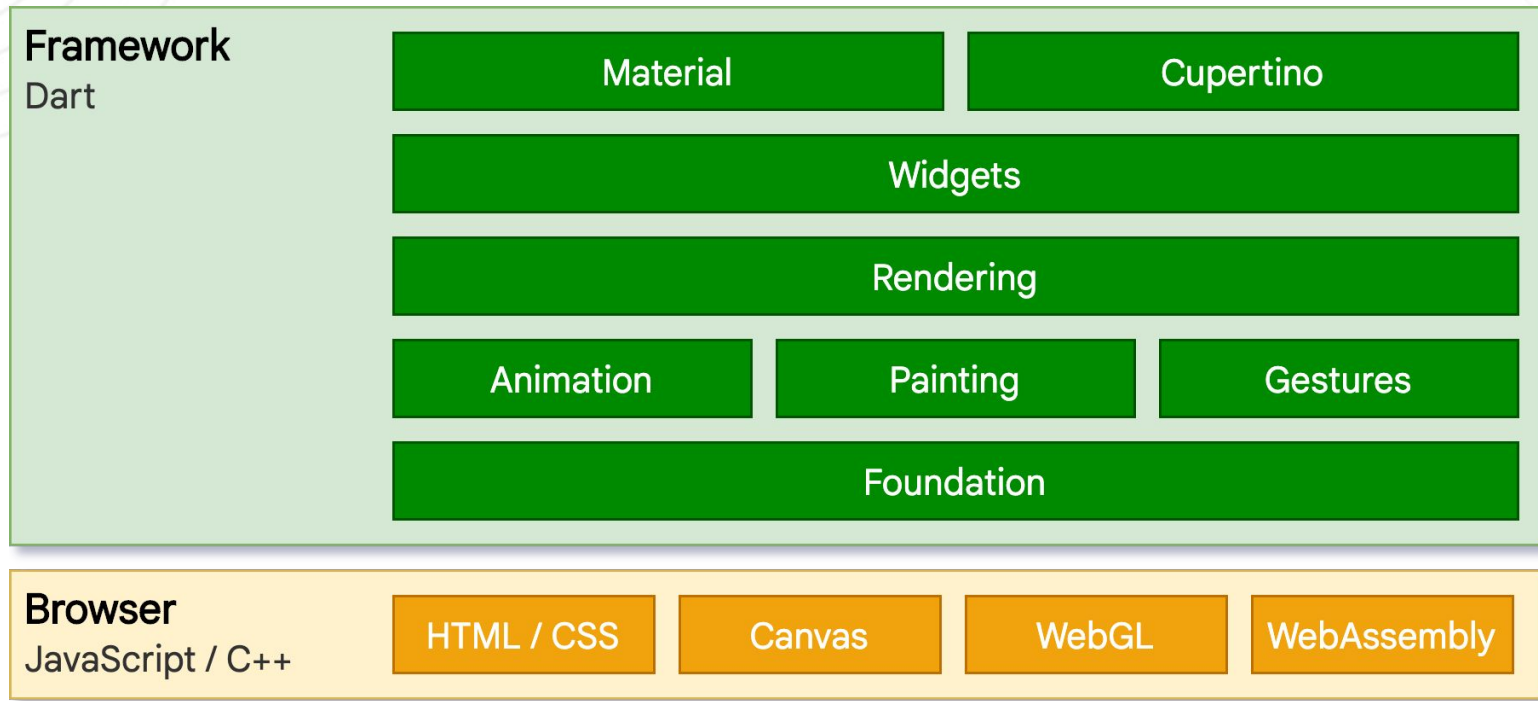 Framework
Dart
Material
Cupertino
Widgets
Rendering
Animation
Painting
Gestures
Foundation
Browser
JavaScript / C++
HTML / CSS
Canvas
WebGL
WebAssembly